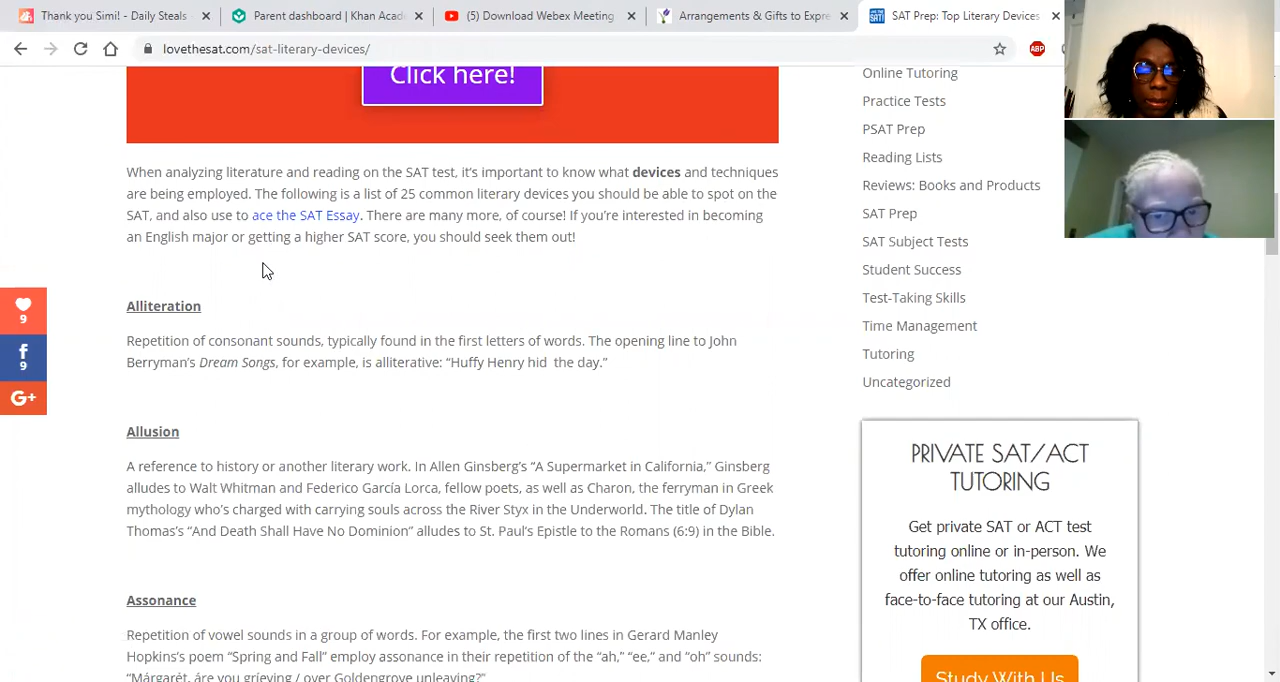 Thank you Simi! - Daily Steals
Parent dashboard | Khan Acad
(5) Download Webex Meeting
Arrangements & Gifts to Expre
SAT Prep: Top Literary Devices
lovethesat.com/sat-literary-devices/
ABP
Click here!
When analyzing literature and reading on the SAT test, it's important to know what devices and techniques
are being employed. The following is a list of 25 common literary devices you should be able to spot on the
SAT, and also use to ace the SAT Essay. There are many more, of course! If you're interested in becoming
an English major or getting a higher SAT score, you should seek them out!
Alliteration
Repetition of consonant sounds, typically found in the first letters of words. The opening line to John
Berryman's Dream Songs, for example, is alliterative: “Huffy Henry hid  the day.”
Allusion
A reference to history or another literary work. In Allen Ginsberg's “A Supermarket in California,” Ginsberg
alludes to Walt Whitman and Federico García Lorca, fellow poets, as well as Charon, the ferryman in Greek
mythology who's charged with carrying souls across the River Styx in the Underworld. The title of Dylan
Thomas's “And Death Shall Have No Dominion” alludes to St. Paul's Epistle to the Romans (6:9) in the Bible.
Assonance
Repetition of vowel sounds in a group of words. For example, the first two lines in Gerard Manley
Hopkins's poem “Spring and Fall” employ assonance in their repetition of the “ah,” “ee,” and “oh” sounds:
“Márgarét, áre you gríeving / over Goldengrove unleaving?”
9
f
9
G+
Online Tutoring
Practice Tests
PSAT Prep
Reading Lists
Reviews: Books and Products
SAT Prep
SAT Subject Tests
Student Success
Test-Taking Skills
Time Management
Tutoring
Uncategorized
PRIVATE SAT/ACT
TUTORING
Get private SAT or ACT test
tutoring online or in-person. We
offer online tutoring as well as
face-to-face tutoring at our Austin,
TX office.
Study With Us